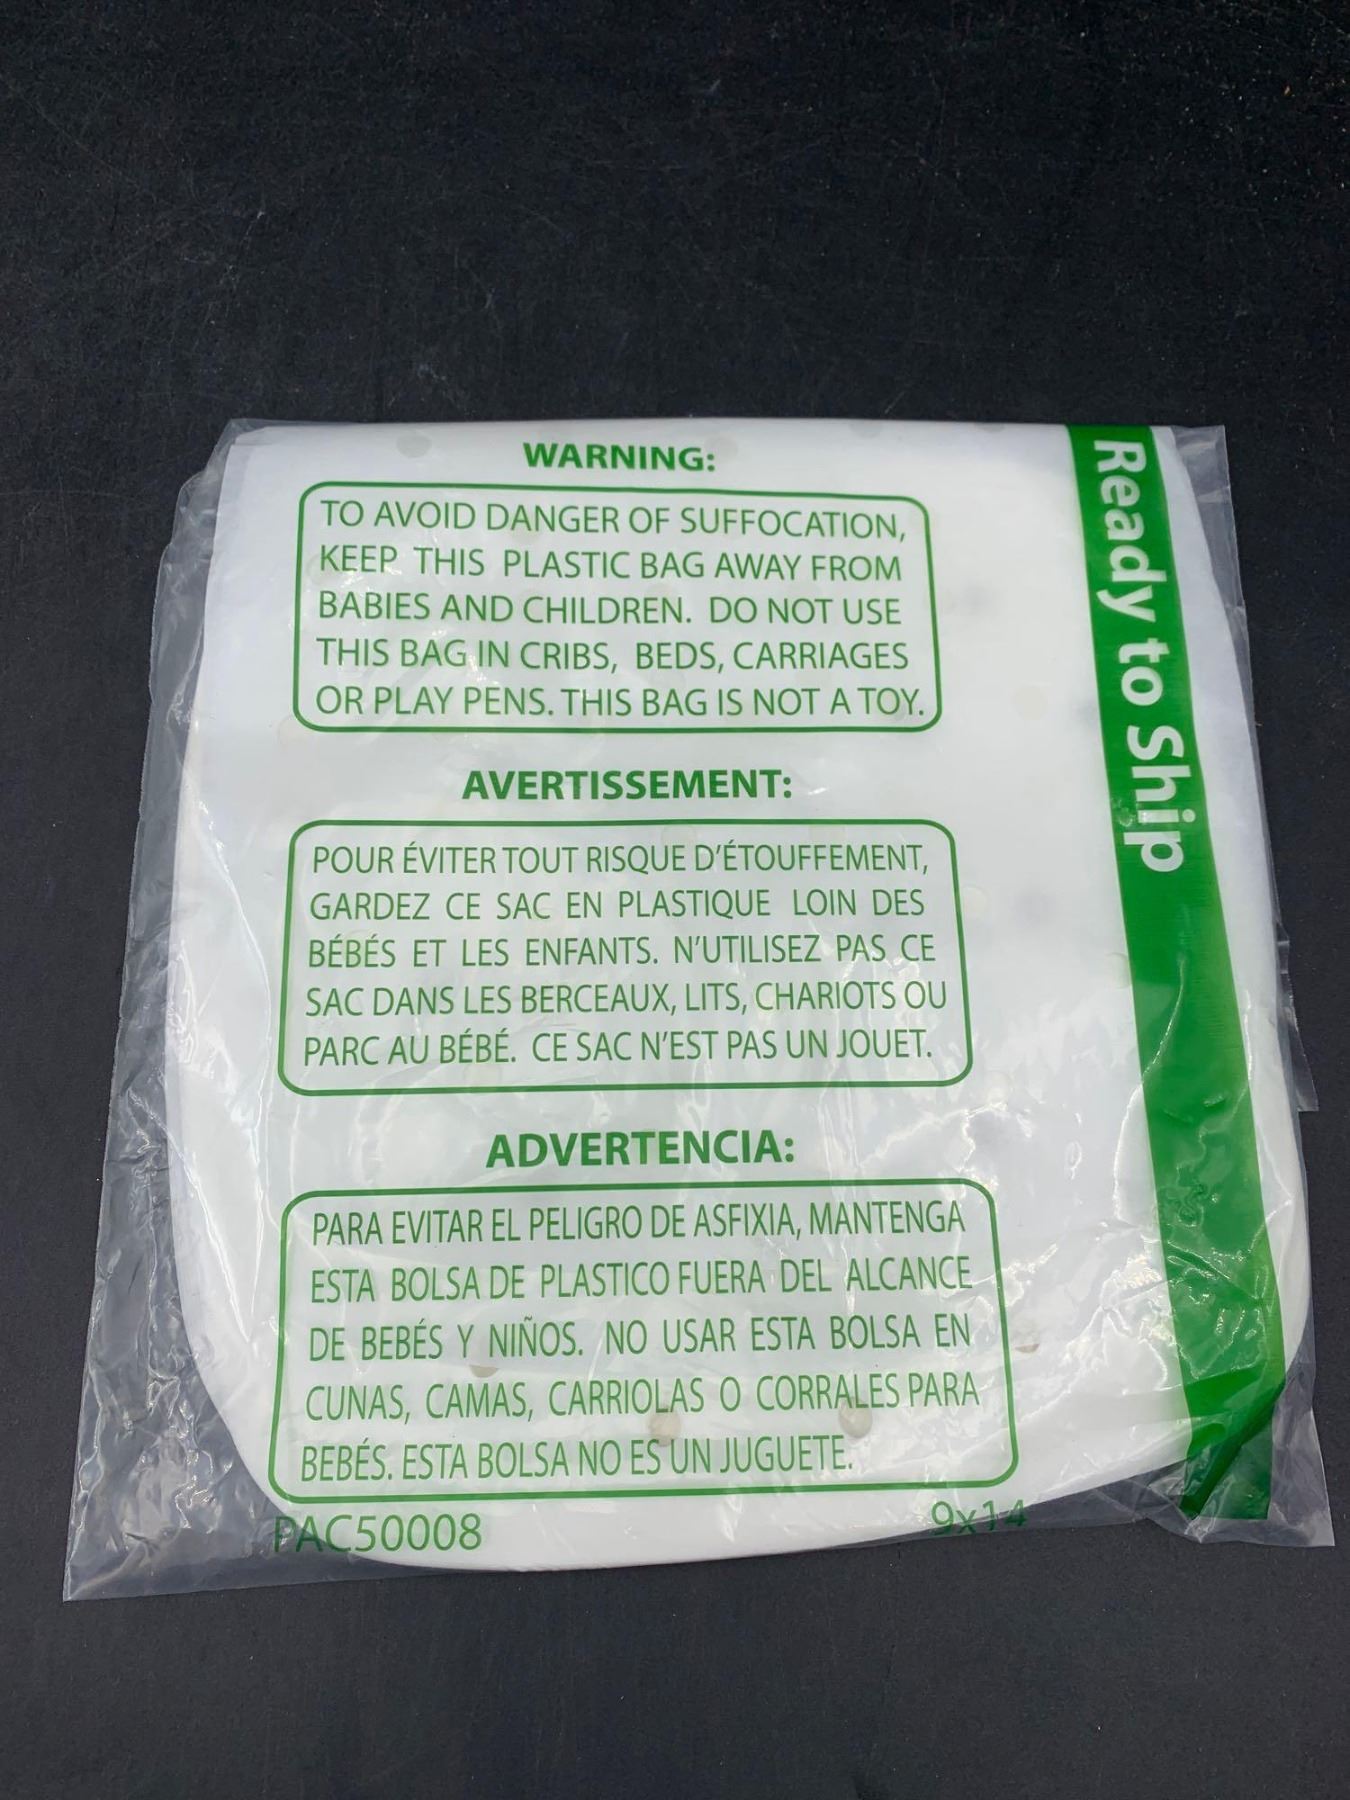 WARNING:
TO AVOID DANGER OF SUFFOCATION,
KEEP THIS PLASTIC BAG AWAY FROM
BABIES AND CHILDREN. DO NOT USE
THIS BAG IN CRIBS, BEDS, CARRIAGES
OR PLAY PENS. THIS BAG IS NOT A TOY.
AVERTISSEMENT:
POUR ÉVITER TOUT RISQUE D'ÉTOUFFEMENT,
GARDEZ CE SAC EN PLASTIQUE LOIN DES
BÉBÉS ET LES ENFANTS. N'UTILISEZ PAS CE
SAC DANS LES BERCEAUX, LITS, CHARIOTS OU
PARC AU BÉBÉ. CE SAC N'EST PAS UN JOUET.
ADVERTENCIA:
PARA EVITAR EL PELIGRO DE ASFIXIA, MANTENGA
ESTA BOLSA DE PLASTICO FUERA DEL ALCANCE
DE BEBÉS Y NIÑOS. NO USAR ESTA BOLSA EN
CUNAS, CAMAS, CARRIOLAS O CORRALES PARA
BEBÉS. ESTA BOLSA NO ES UN JUGUETE.
PAC50008
9x14
Ready to Ship